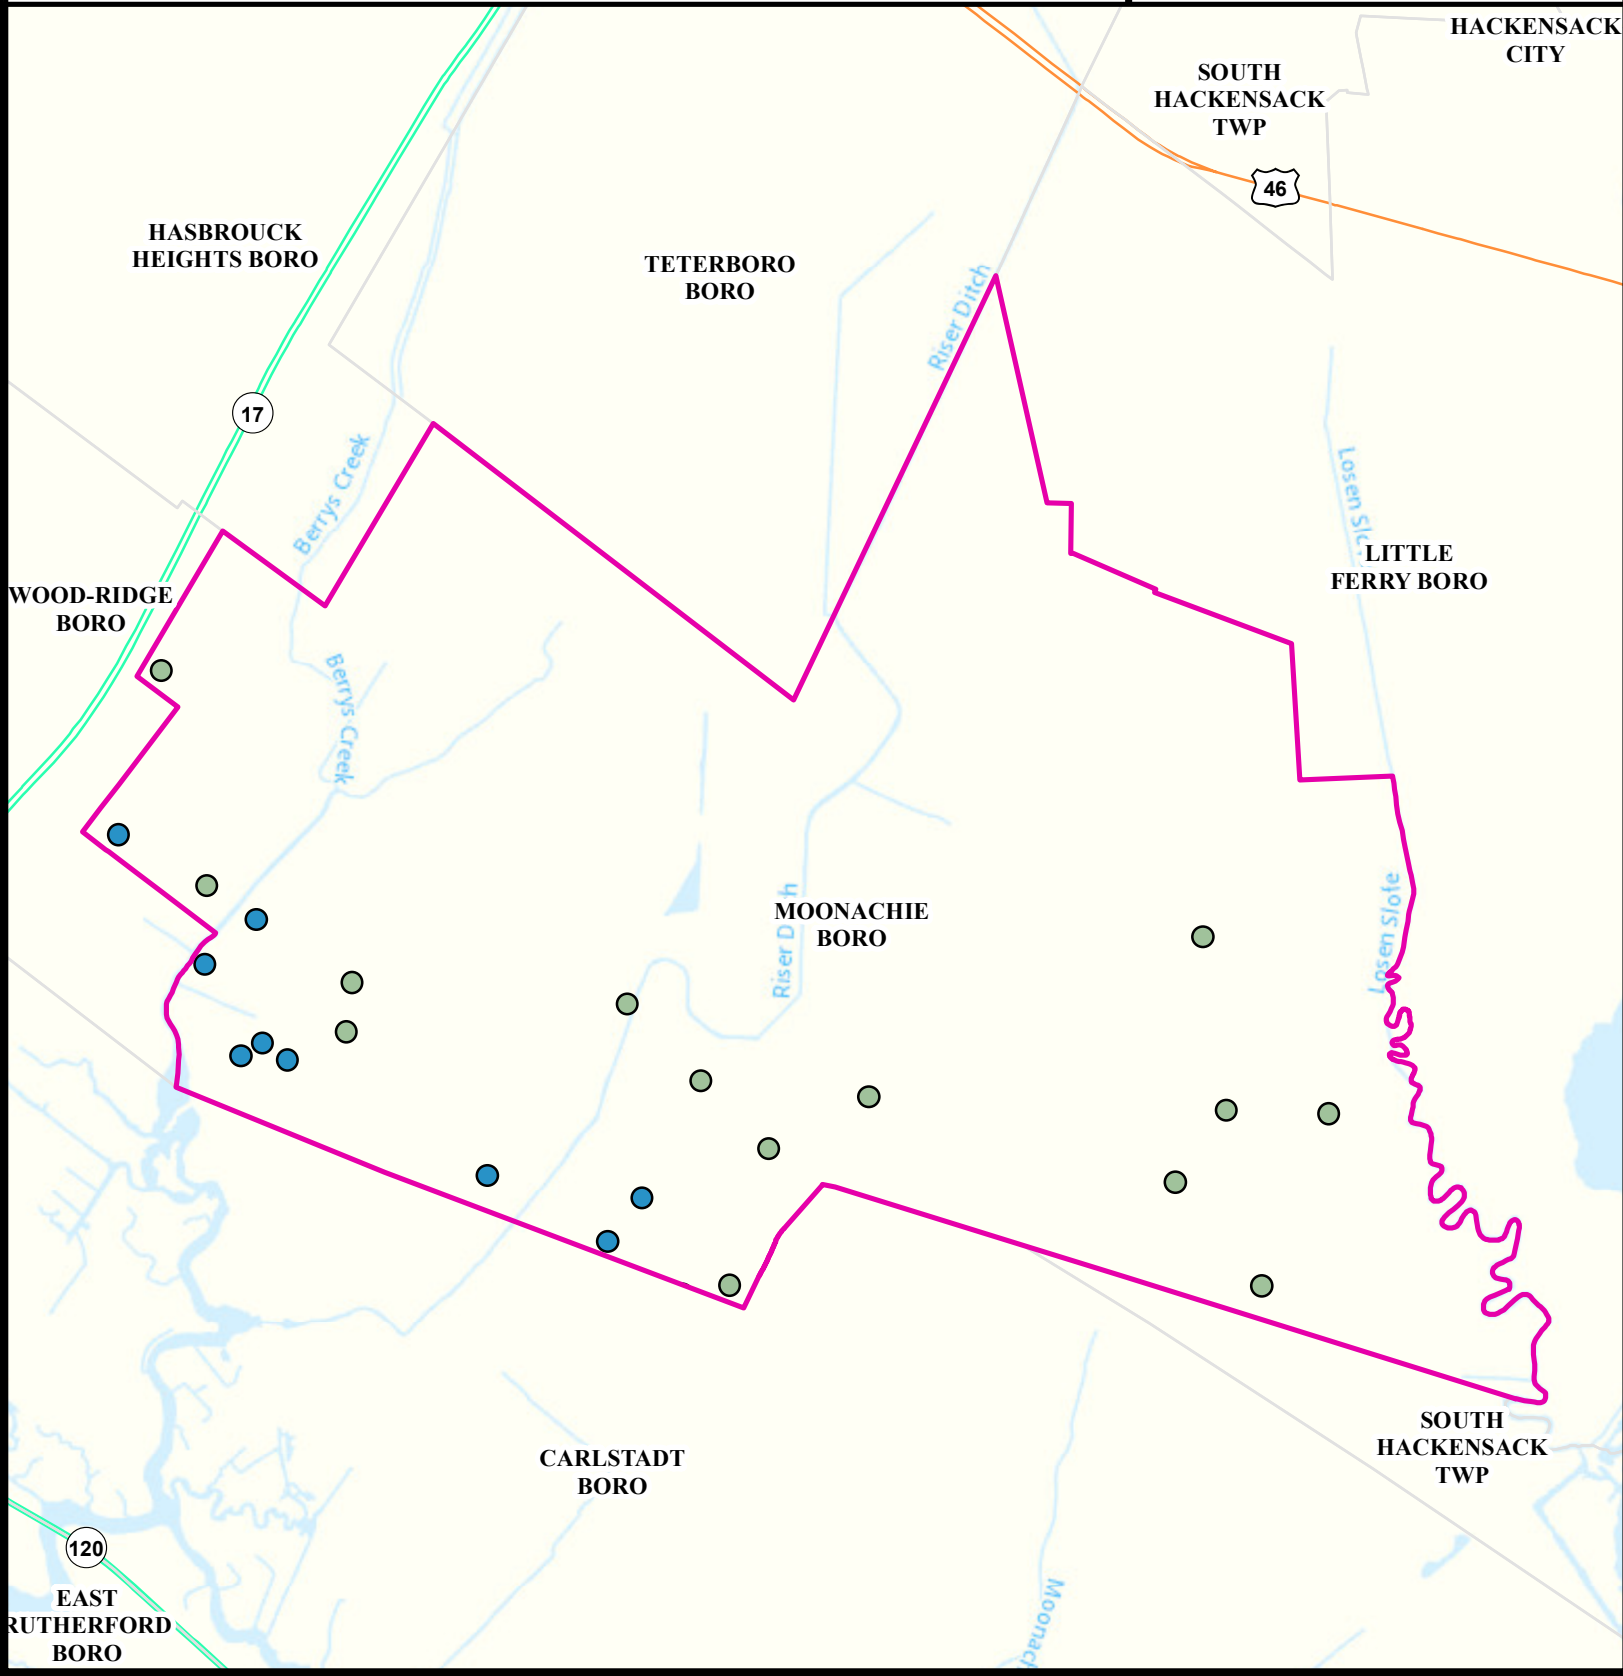 HACKENSACK
CITY
SOUTH
HACKENSACK
TWP
46
HASBROUCK
HEIGHTS BORO
TETERBORO
BORO
Riser Ditch
17
Berrys Creek
Losen Slo
LITTLE
FERRY BORO
WOOD-RIDGE
BORO
Berrys Creek
MOONACHIE
BORO
Riser D h
Losen Slote
CARLSTADT
BORO
SOUTH
HACKENSACK
TWP
120
EAST
RUTHERFORD
BORO
Moonach